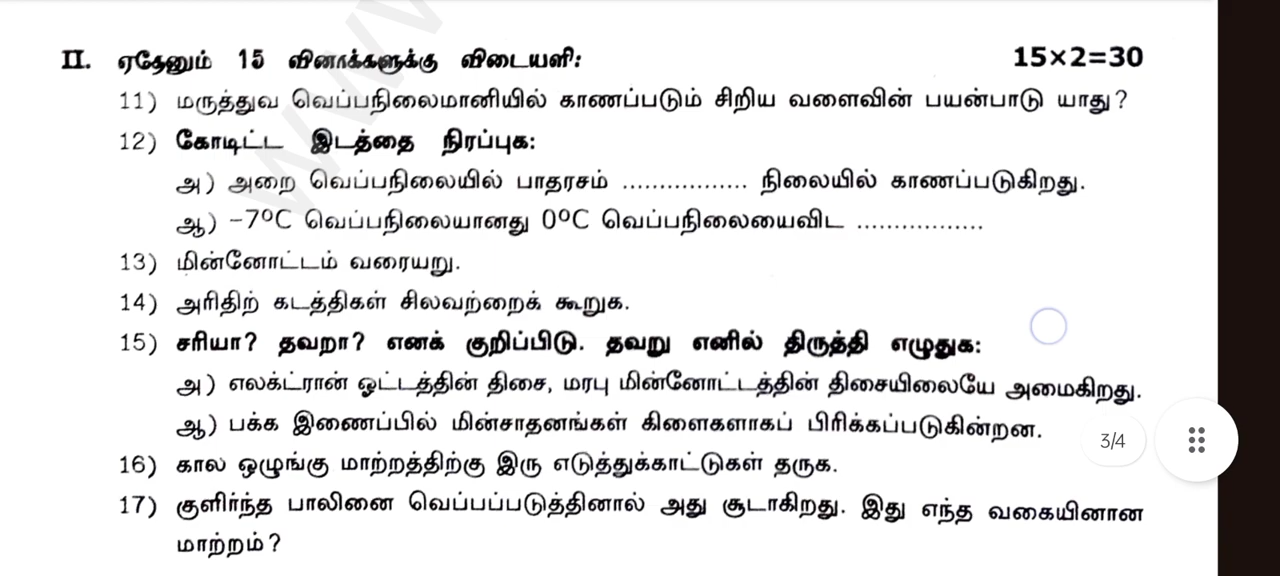 II. ஏதேனும் 15 வினாக்களுக்கு விடையளி: 15×2=30
11) மருத்துவ வெப்பநிலைமானியில் காணப்படும் சிறிய வளைவின் பயன்பாடு யாது?
12) கோடிட்ட இடத்தை நிரப்புக:
அ) அறை வெப்பநிலையில் பாதரசம் ................. நிலையில் காணப்படுகிறது.
ஆ) –7⁰C வெப்பநிலையானது 0⁰C வெப்பநிலையைவிட .................
13) மின்னோட்டம் வரையறு.
14) அரிதிற் கடத்திகள் சிலவற்றைக் கூறுக.
15) சரியா? தவறா? எனக் குறிப்பிடு. தவறு எனில் திருத்தி எழுதுக:
அ) எலக்ட்ரான் ஓட்டத்தின் திசை, மரபு மின்னோட்டத்தின் திசையிலையே அமைகிறது.
ஆ) பக்க இணைப்பில் மின்சாதனங்கள் கிளைகளாகப் பிரிக்கப்படுகின்றன.
3/4
16) கால ஒழுங்கு மாற்றத்திற்கு இரு எடுத்துக்காட்டுகள் தருக.
17) குளிர்ந்த பாலினை வெப்பப்படுத்தினால் அது சூடாகிறது. இது எந்த வகையினான
மாற்றம்?